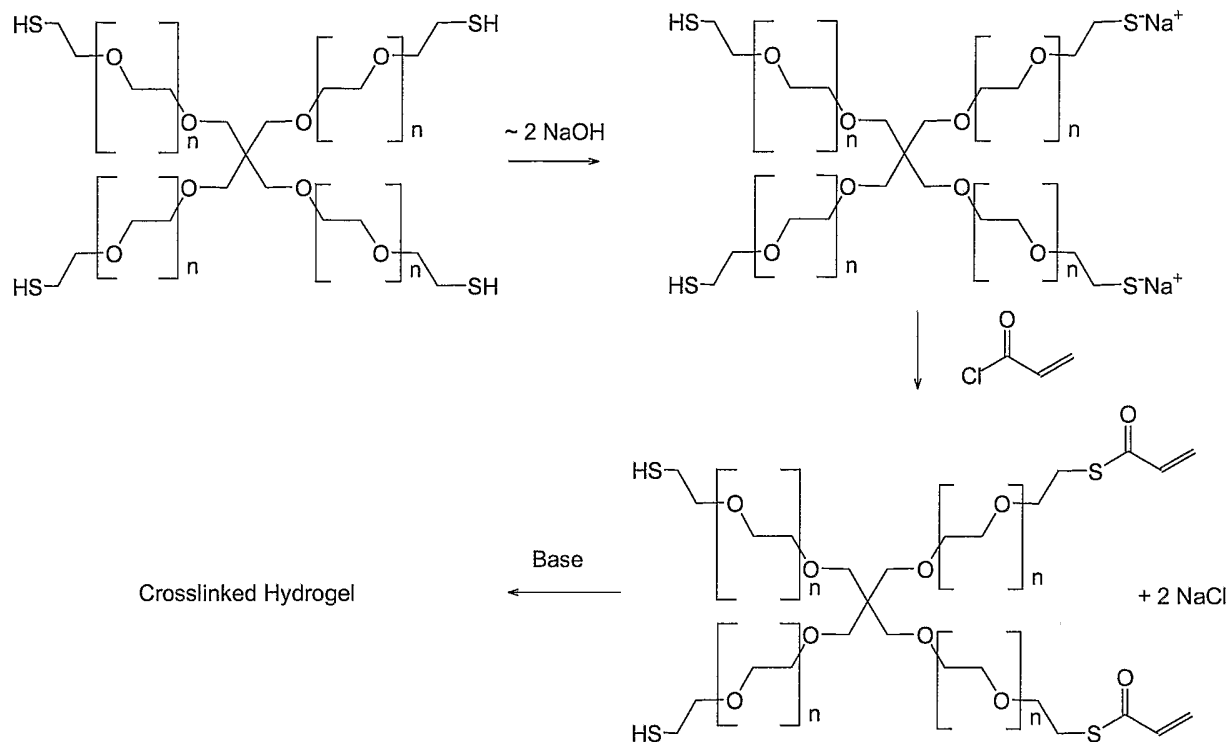 HS SH HS S⁻Na⁺
O O O O
n n n n
O O ~ 2 NaOH O O
O O O O
O O O O
n n n n
HS SH HS S⁻Na⁺
O
Cl
O
HS S
O O
n n
Base O O
Crosslinked Hydrogel + 2 NaCl
O O
O O O
n n
HS S